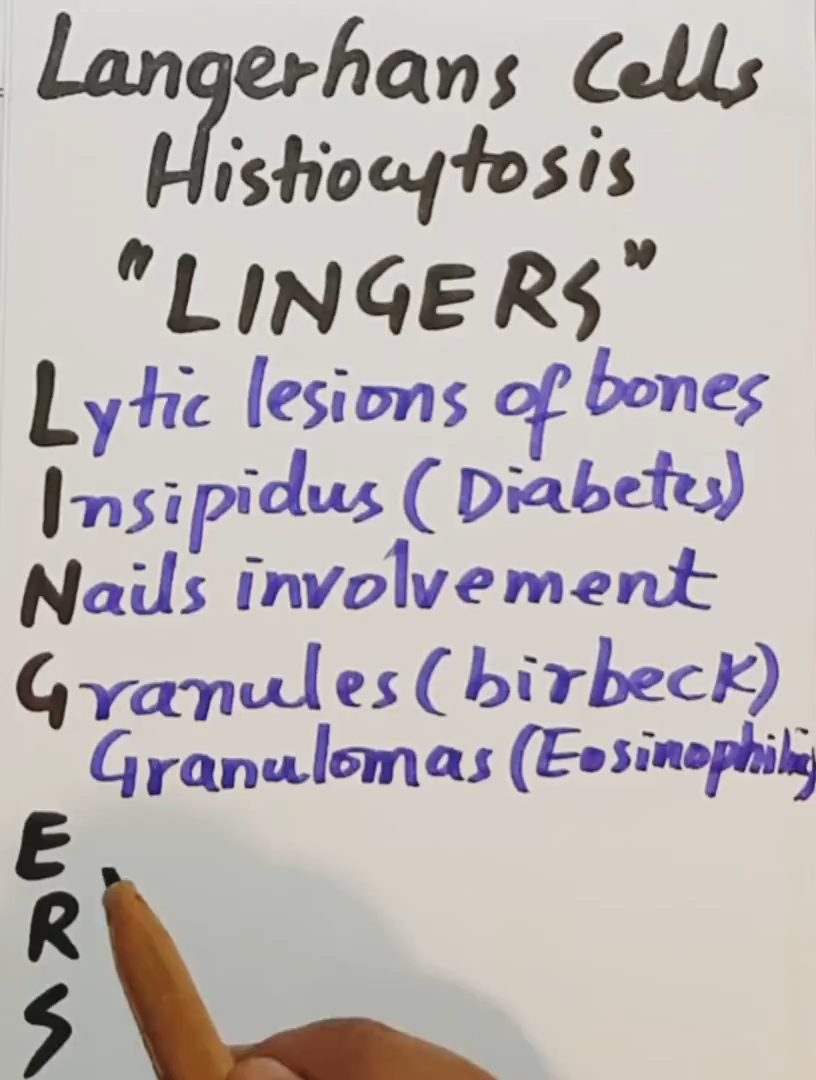 Langerhans Cells
Histiocytosis
"LINGERS"
Lytic lesions of bones
Insipidus (Diabetes)
Nails involvement
Granules (birbeck)
Granulomas (Eosinophilic)
E
R
S